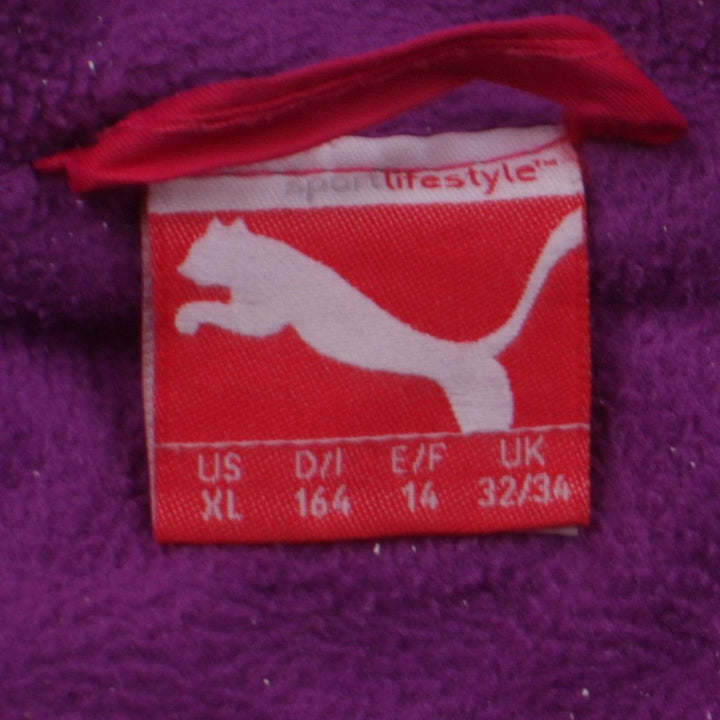 sportlifestyle™
US D/I E/F UK
XL 164 14 32/34